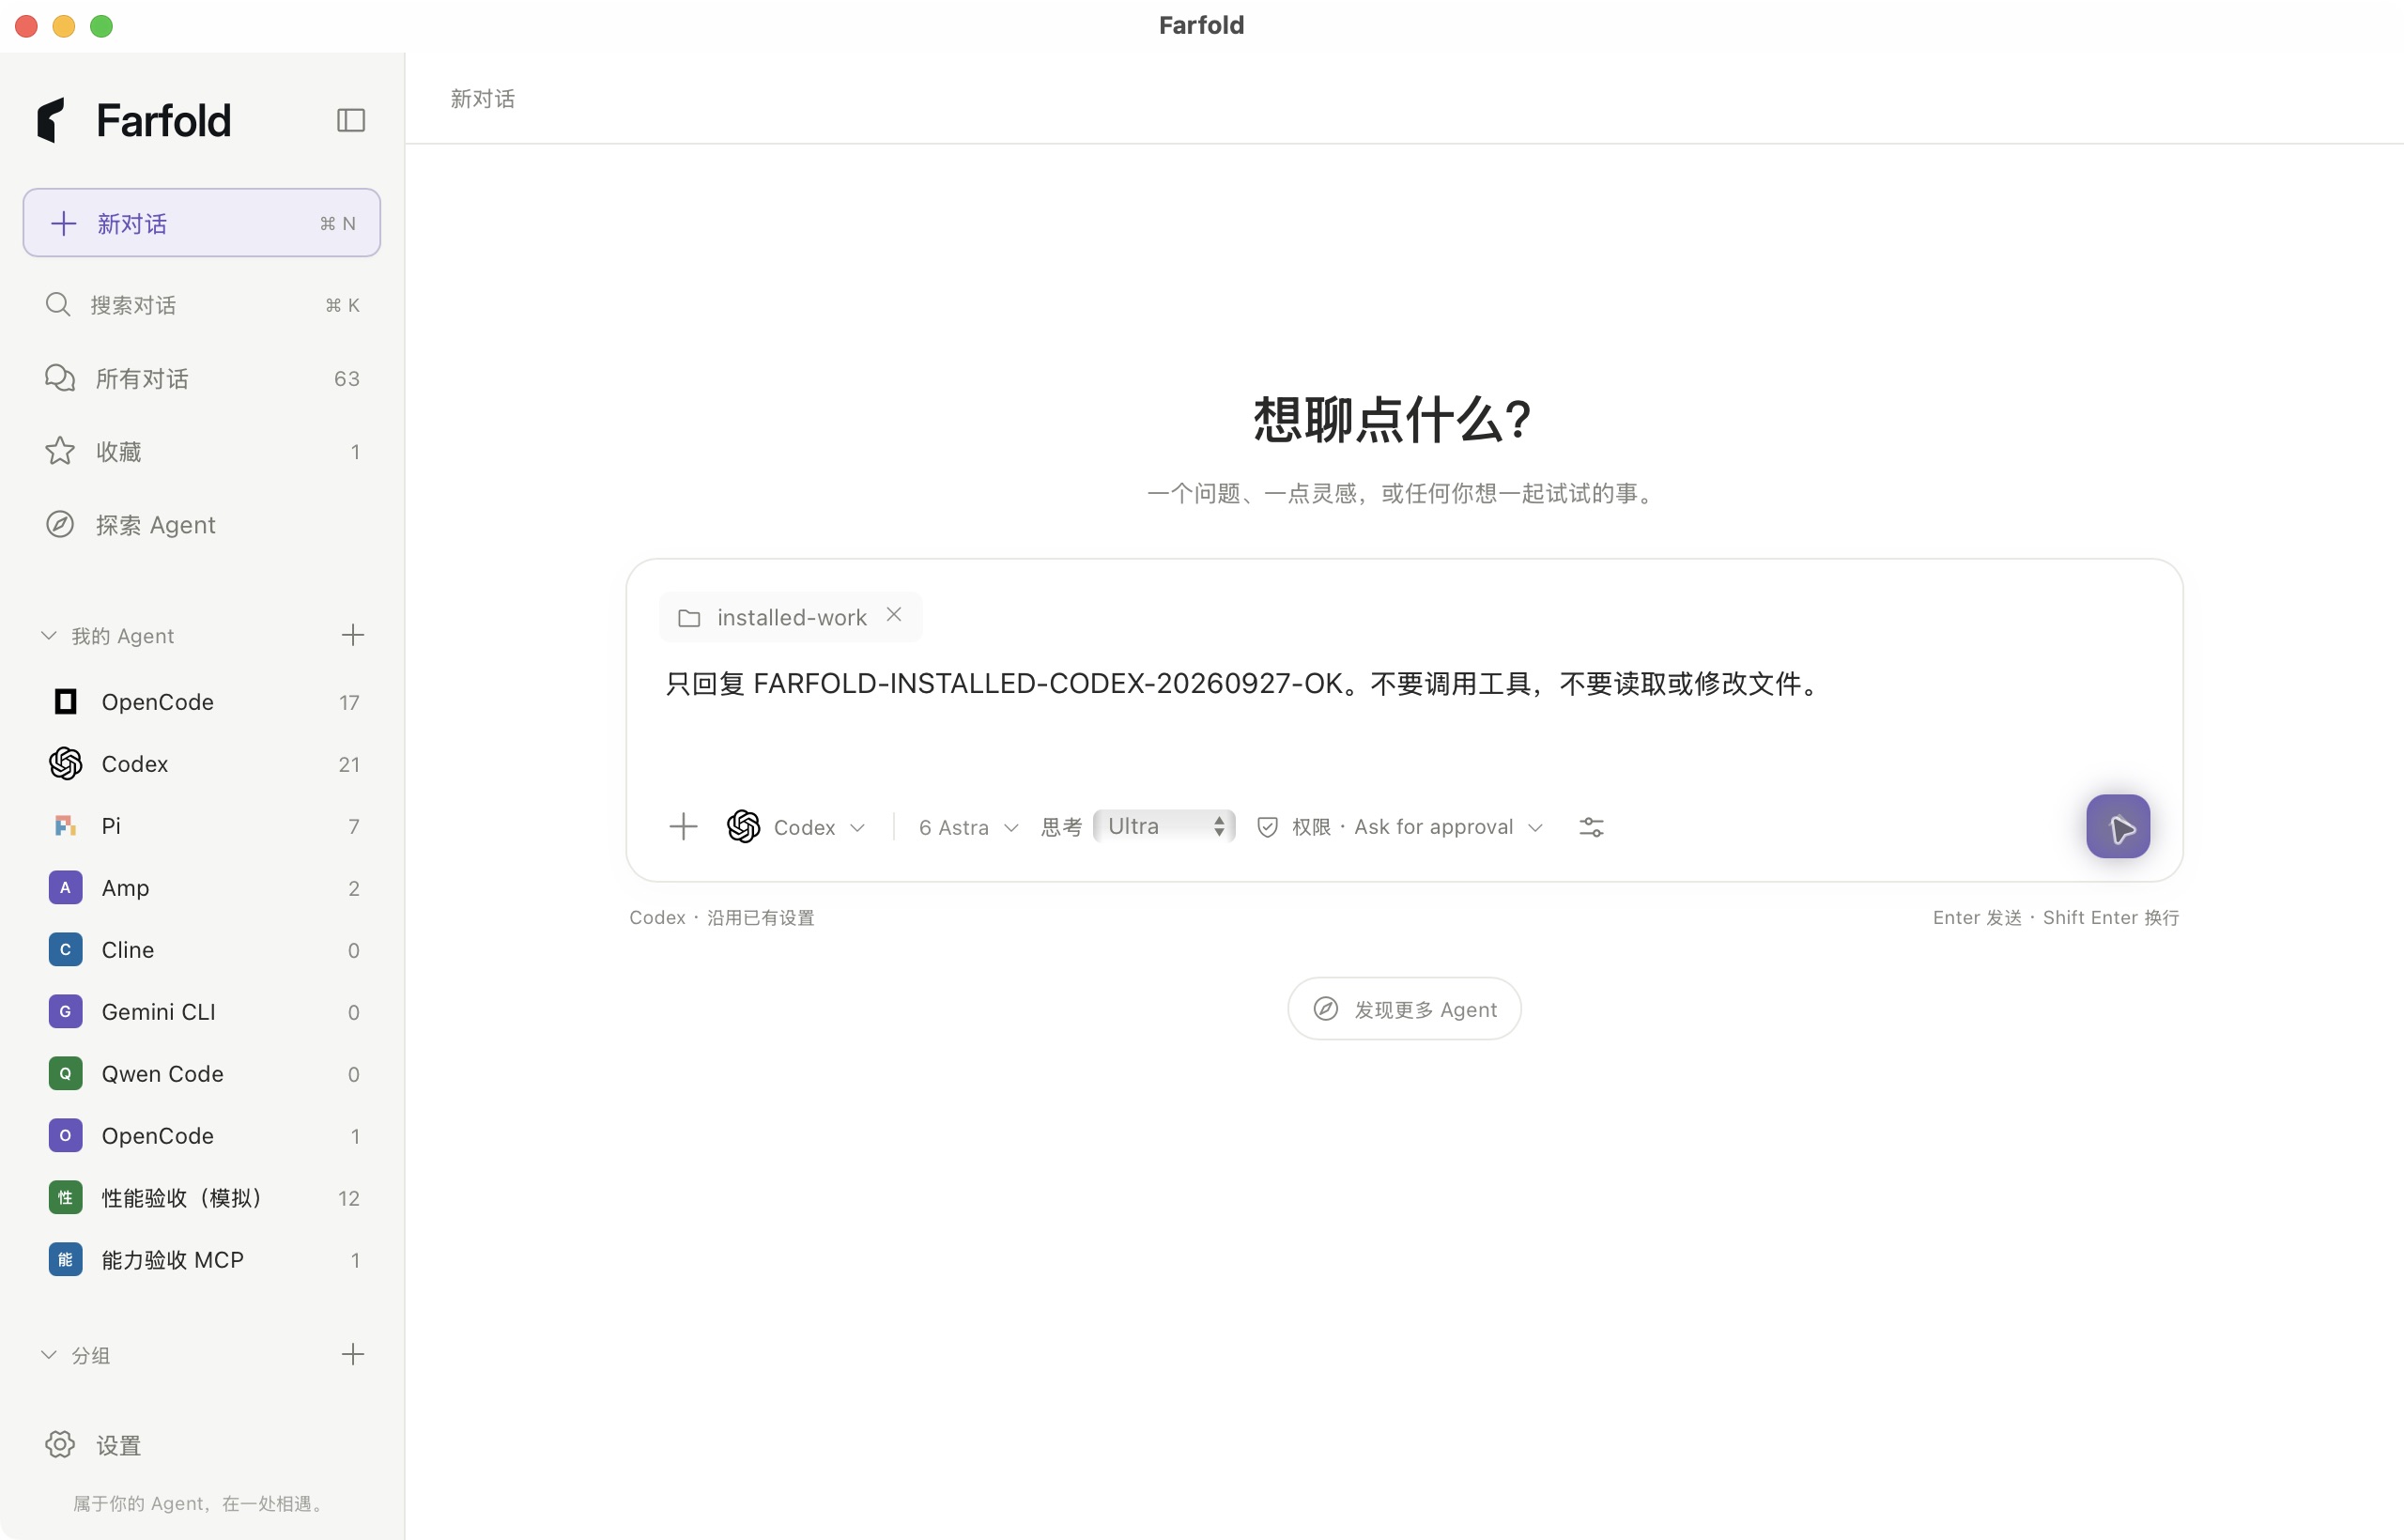 Farfold
Farfold
新对话 ⌘ N
搜索对话 ⌘ K
所有对话 63
收藏 1
探索 Agent
我的 Agent
OpenCode 17
Codex 21
Pi 7
A Amp 2
C Cline 0
G Gemini CLI 0
Q Qwen Code 0
O OpenCode 1
性 性能验收（模拟） 12
能 能力验收 MCP 1
分组
设置
属于你的 Agent，在一处相遇。
新对话
想聊点什么？
一个问题、一点灵感，或任何你想一起试试的事。
installed-work
只回复 FARFOLD-INSTALLED-CODEX-20260927-OK。不要调用工具，不要读取或修改文件。
Codex 6 Astra 思考 Ultra 权限 · Ask for approval
Codex · 沿用已有设置 Enter 发送 · Shift Enter 换行
发现更多 Agent